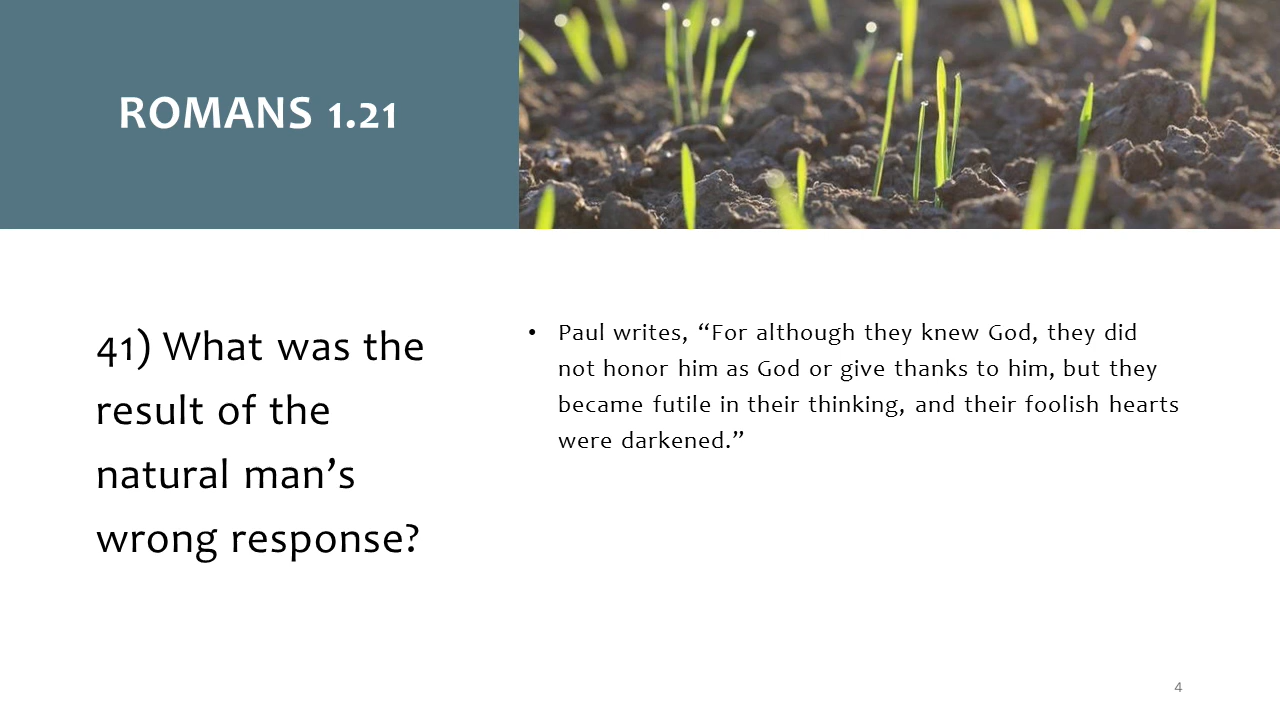 ROMANS 1.21
41) What was the
result of the
natural man’s
wrong response?
• Paul writes, “For although they knew God, they did
not honor him as God or give thanks to him, but they
became futile in their thinking, and their foolish hearts
were darkened.”
4